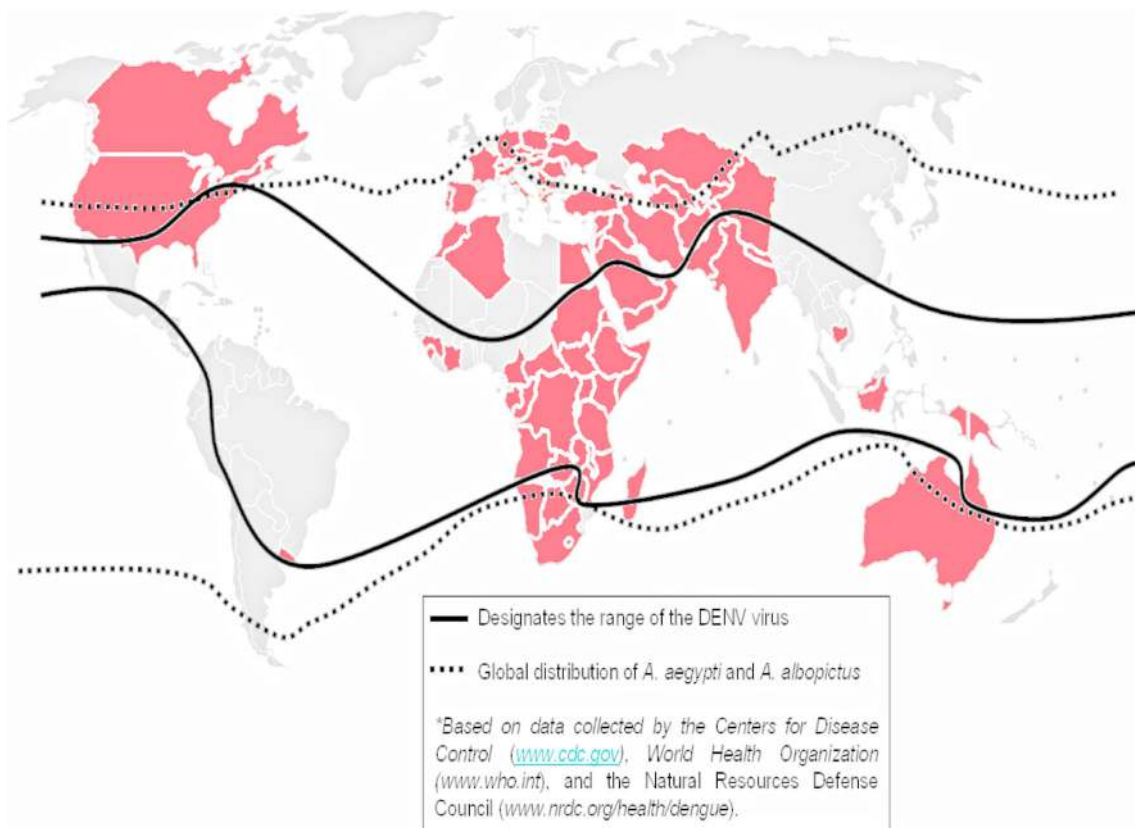 Designates the range of the DENV virus
Global distribution of A. aegypti and A. albopictus
*Based on data collected by the Centers for Disease
Control (www.cdc.gov), World Health Organization
(www.who.int), and the Natural Resources Defense
Council (www.nrdc.org/health/dengue).